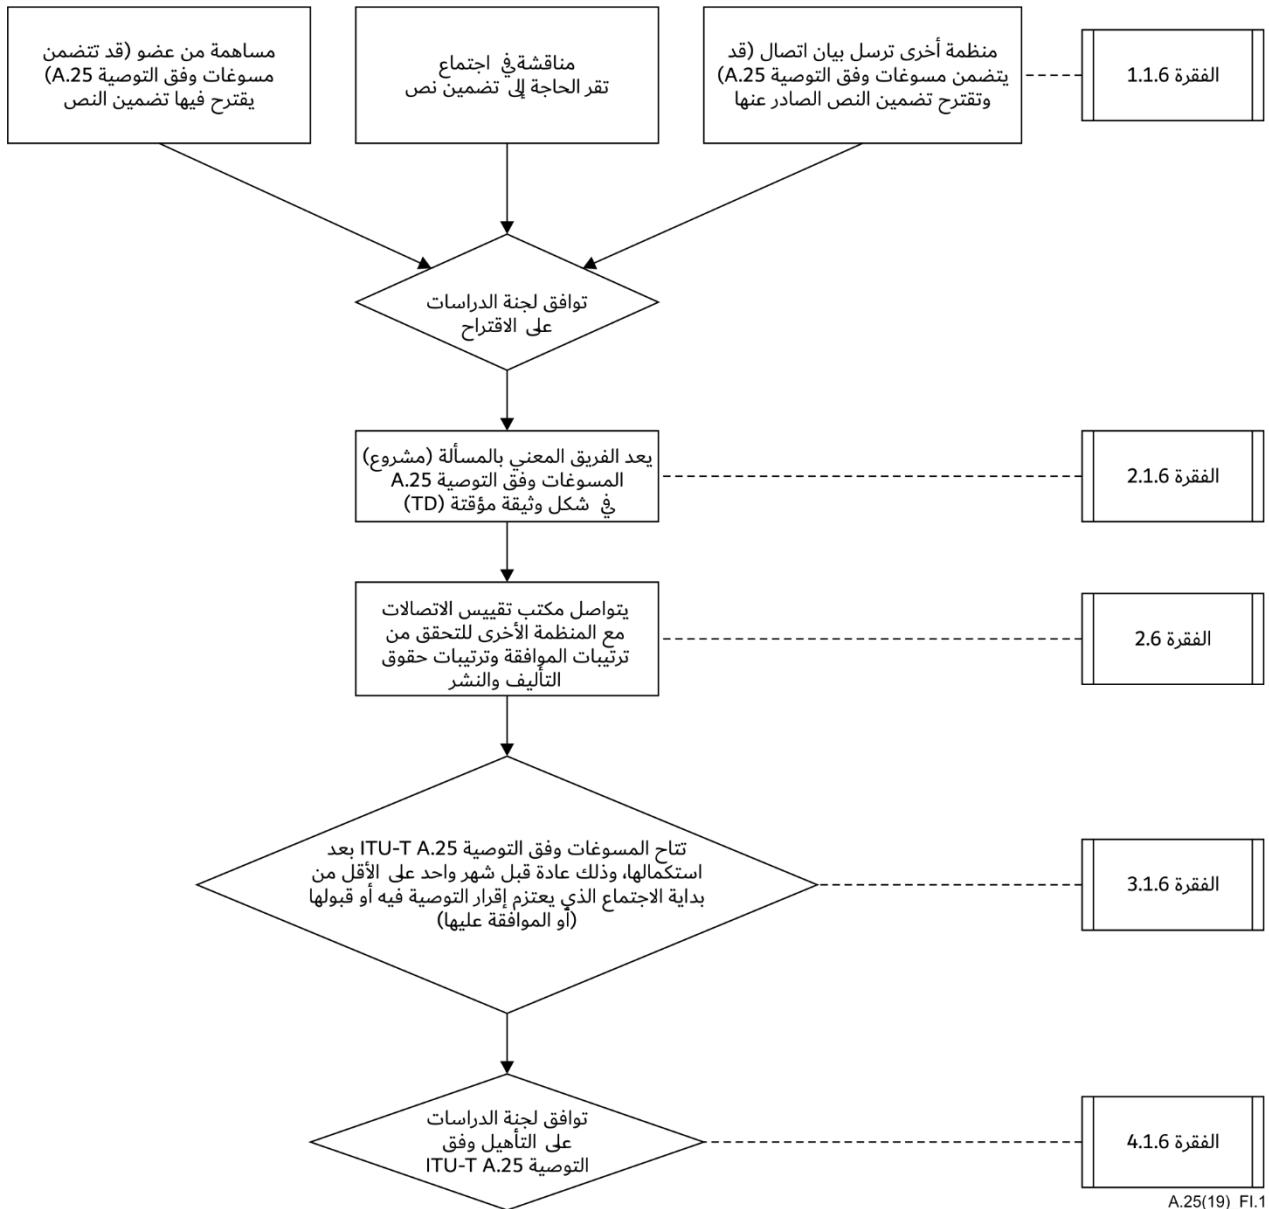 منظمة أخرى ترسل بيان اتصال (قد
يتضمن مسوغات وفق التوصية A.25)
وتقترح تضمين النص الصادر عنها
مناقشة في اجتماع
تقر الحاجة إلى تضمين نص
مساهمة من عضو (قد تتضمن
مسوغات وفق التوصية A.25)
يقترح فيها تضمين النص
الفقرة 1.1.6
توافق لجنة الدراسات
على الاقتراح
يعد الفريق المعني بالمسألة (مشروع)
المسوغات وفق التوصية A.25
في شكل وثيقة مؤقتة (TD)
الفقرة 2.1.6
يتواصل مكتب تقييس الاتصالات
مع المنظمة الأخرى للتحقق من
ترتيبات الموافقة وترتيبات حقوق
التأليف والنشر
الفقرة 2.6
تتاح المسوغات وفق التوصية ITU-T A.25 بعد
استكمالها، وذلك عادة قبل شهر واحد على الأقل من
بداية الاجتماع الذي يعتزم إقرار التوصية فيه أو قبولها
(أو الموافقة عليها)
الفقرة 3.1.6
توافق لجنة الدراسات
على التأهيل وفق
التوصية ITU-T A.25
الفقرة 4.1.6
A.25(19)_FI.1